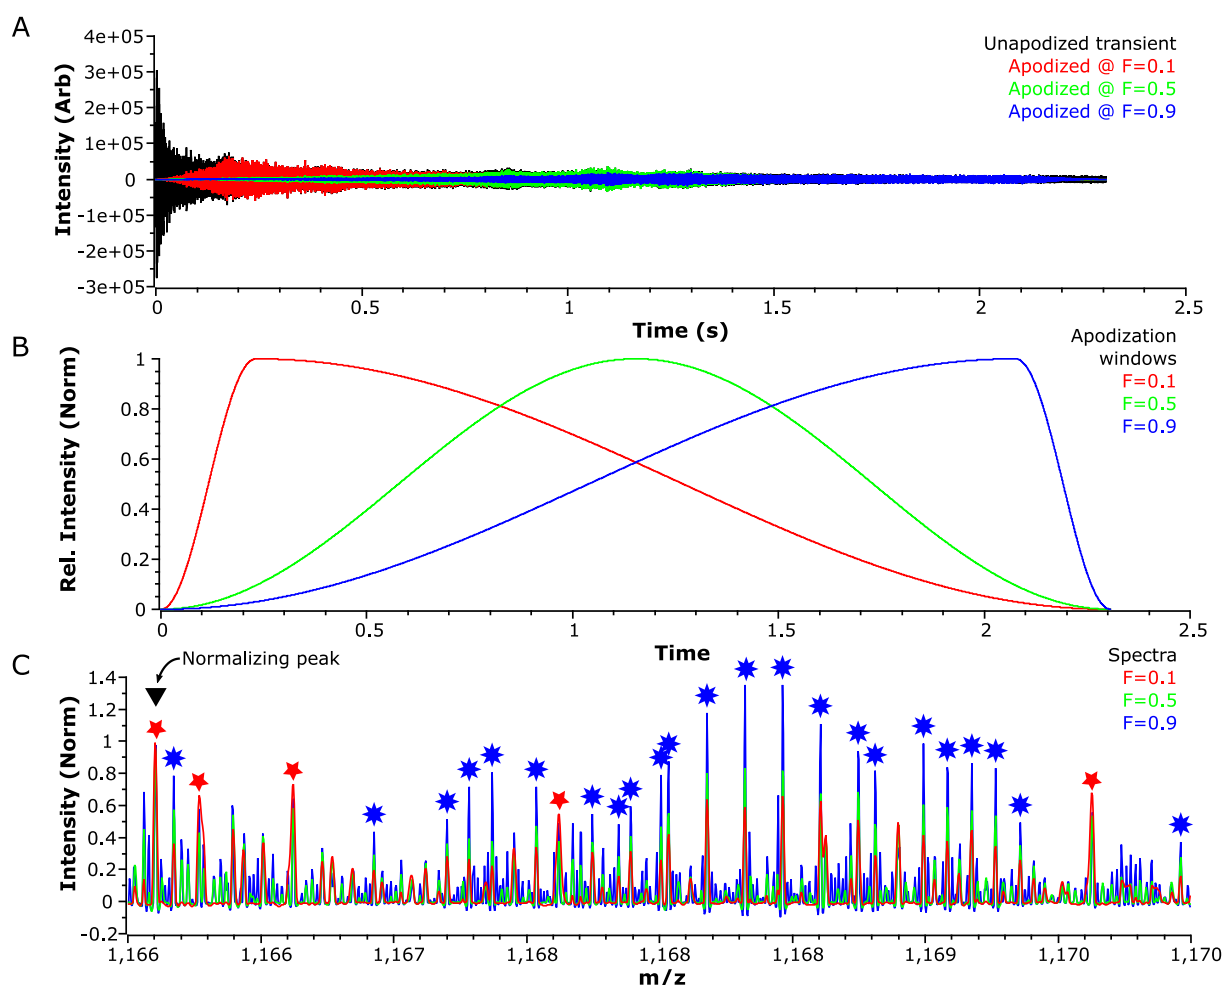 A
Intensity (Arb)
4e+05
3e+05
2e+05
1e+05
0
-1e+05
-2e+05
-3e+05
Unapodized transient
Apodized @ F=0.1
Apodized @ F=0.5
Apodized @ F=0.9
0 0.5 1 1.5 2 2.5
Time (s)
B
Rel. Intensity (Norm)
1
0.8
0.6
0.4
0.2
0
Apodization
windows
F=0.1
F=0.5
F=0.9
0 0.5 1 1.5 2 2.5
Time
C
Normalizing peak
Intensity (Norm)
1.4
1.2
1
0.8
0.6
0.4
0.2
0
-0.2
Spectra
F=0.1
F=0.5
F=0.9
1,166 1,166 1,167 1,168 1,168 1,168 1,169 1,170 1,170
m/z